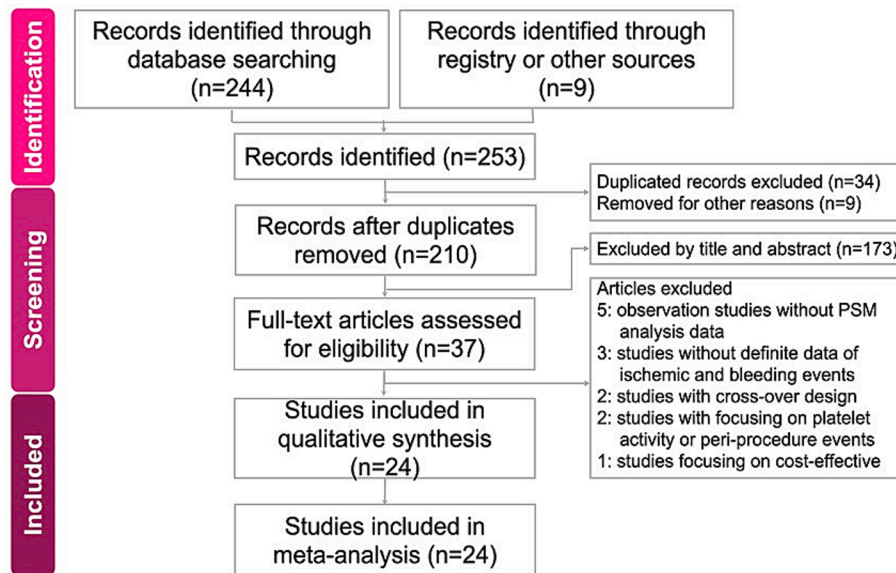 Identification
Records identified through
database searching
(n=244)
Records identified through
registry or other sources
(n=9)
Records identified (n=253)
Screening
Duplicated records excluded (n=34)
Removed for other reasons (n=9)
Records after duplicates
removed (n=210)
Excluded by title and abstract (n=173)
Full-text articles assessed
for eligibility (n=37)
Articles excluded
5: observation studies without PSM
analysis data
3: studies without definite data of
ischemic and bleeding events
2: studies with cross-over design
2: studies with focusing on platelet
activity or peri-procedure events
1: studies focusing on cost-effective
Included
Studies included in
qualitative synthesis
(n=24)
Studies included in
meta-analysis (n=24)